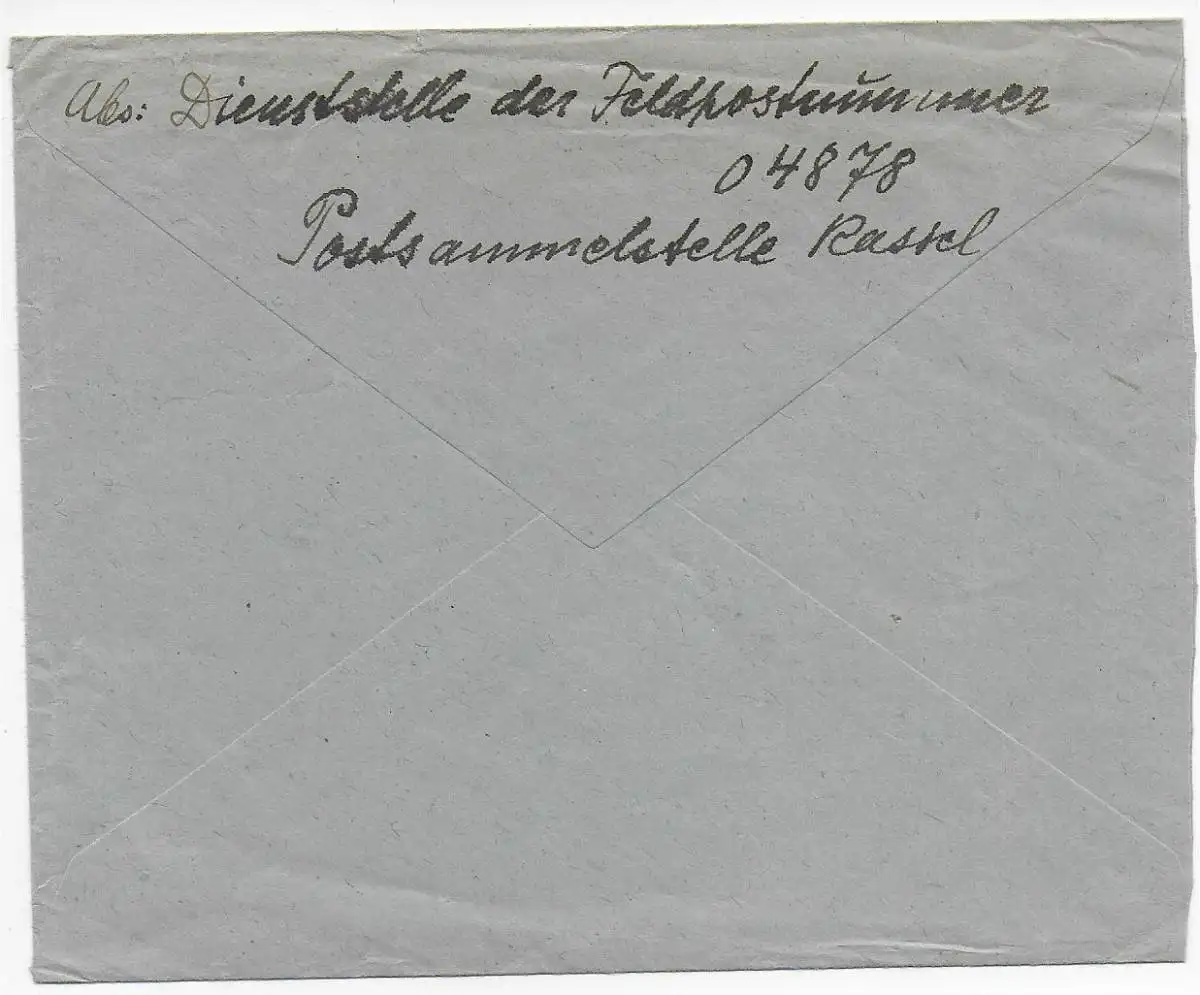 Abs: Dienststelle der Feldpostnummer
04878
Postsammelstelle Kassel